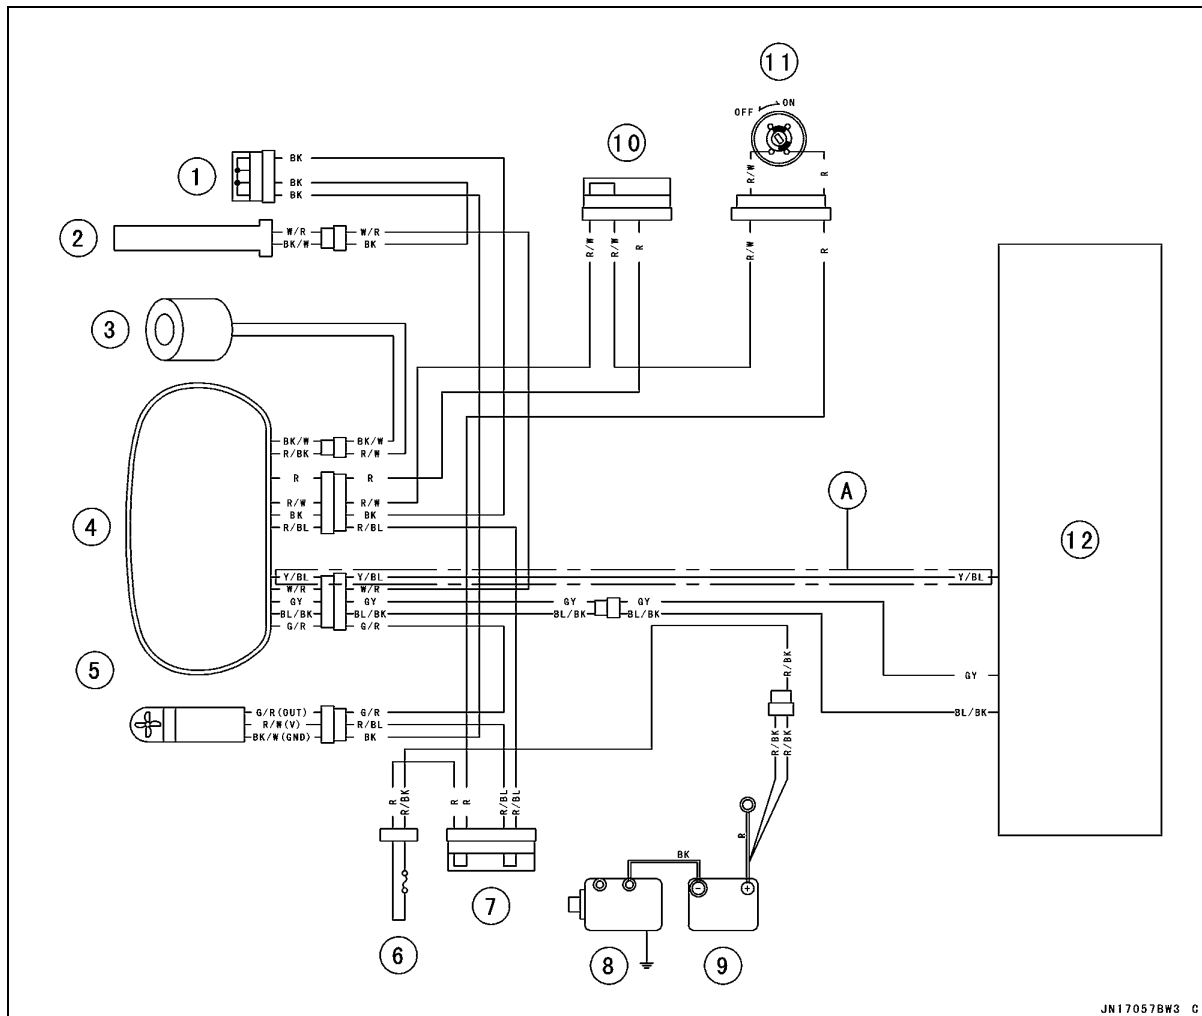 11
OFF ON
10
1
BK
BK
BK
R/W R
2
W/R W/R
BK/W BK
R/W R/W R
R/W R
12
3
BK/W BK/W
R/BK R/W
R R
A
R/W R/W
4
BK BK
R/BL R/BL
Y/BL Y/BL Y/BL
W/R W/R
GY GY GY GY
BL/BK BL/BK BL/BK BL/BK
G/R G/R
5
R/BK
GY
G/R(OUT) G/R
BL/BK
R/W(V) R/BL
BK/W(GND) BK
R/BK R/BK
R R/BK R R R/BL R/BL
R
BK
− +
7
6
8
9
JN17057BW3 C